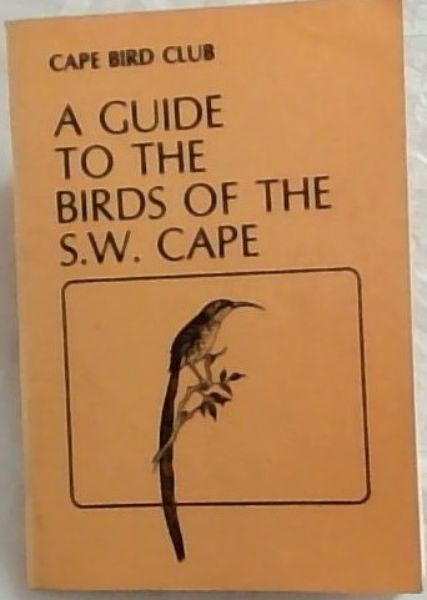 CAPE BIRD CLUB
A GUIDE
TO THE
BIRDS OF THE
S.W. CAPE